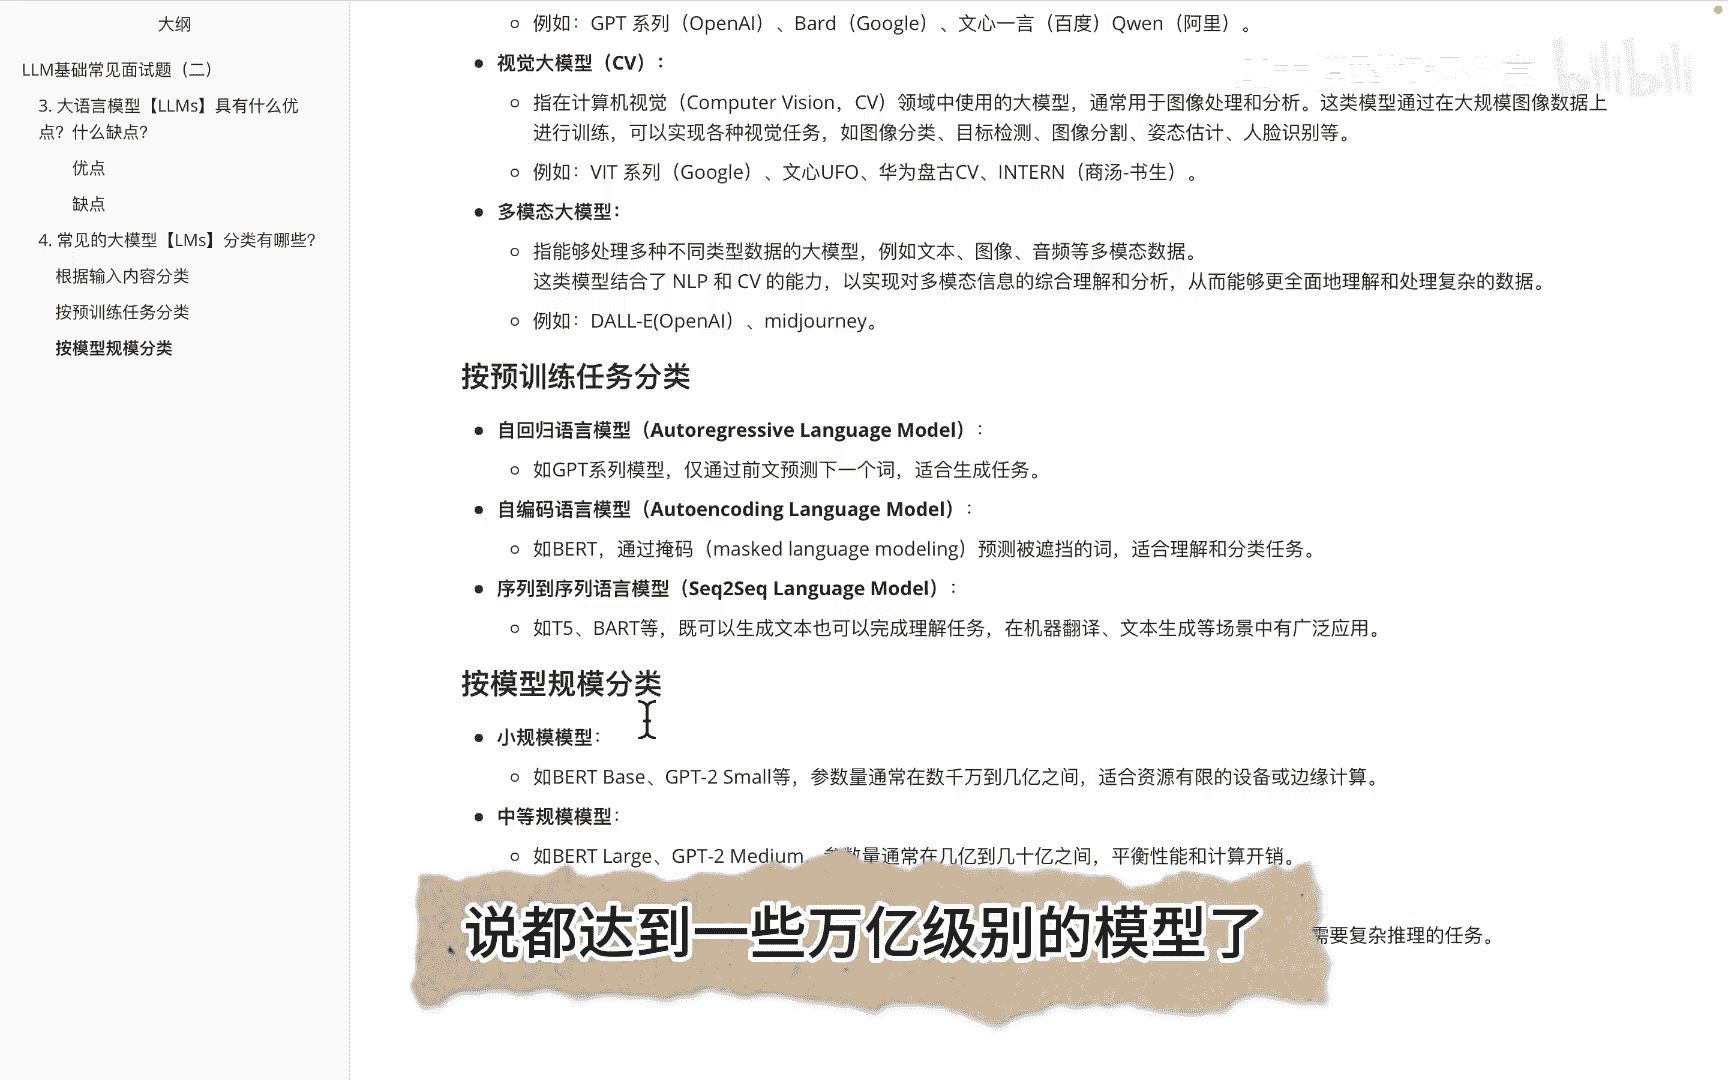 大纲
LLM基础常见面试题（二）
3. 大语言模型【LLMs】具有什么优
点？什么缺点？
优点
缺点
4. 常见的大模型【LMs】分类有哪些？
根据输入内容分类
按预训练任务分类
按模型规模分类
例如：GPT 系列（OpenAI）、Bard（Google）、文心一言（百度）Qwen（阿里）。
视觉大模型（CV）：
指在计算机视觉（Computer Vision，CV）领域中使用的大模型，通常用于图像处理和分析。这类模型通过在大规模图像数据上
进行训练，可以实现各种视觉任务，如图像分类、目标检测、图像分割、姿态估计、人脸识别等。
例如：VIT 系列（Google）、文心UFO、华为盘古CV、INTERN（商汤-书生）。
多模态大模型：
指能够处理多种不同类型数据的大模型，例如文本、图像、音频等多模态数据。
这类模型结合了 NLP 和 CV 的能力，以实现对多模态信息的综合理解和分析，从而能够更全面地理解和处理复杂的数据。
例如：DALL-E(OpenAI）、midjourney。
按预训练任务分类
自回归语言模型（Autoregressive Language Model）：
如GPT系列模型，仅通过前文预测下一个词，适合生成任务。
自编码语言模型（Autoencoding Language Model）：
如BERT，通过掩码（masked language modeling）预测被遮挡的词，适合理解和分类任务。
序列到序列语言模型（Seq2Seq Language Model）：
如T5、BART等，既可以生成文本也可以完成理解任务，在机器翻译、文本生成等场景中有广泛应用。
按模型规模分类
小规模模型：
如BERT Base、GPT-2 Small等，参数量通常在数千万到几亿之间，适合资源有限的设备或边缘计算。
中等规模模型：
如BERT Large、GPT-2 Medium，参数量通常在几亿到几十亿之间，平衡性能和计算开销。
需要复杂推理的任务。
说都达到一些万亿级别的模型了
bilibili